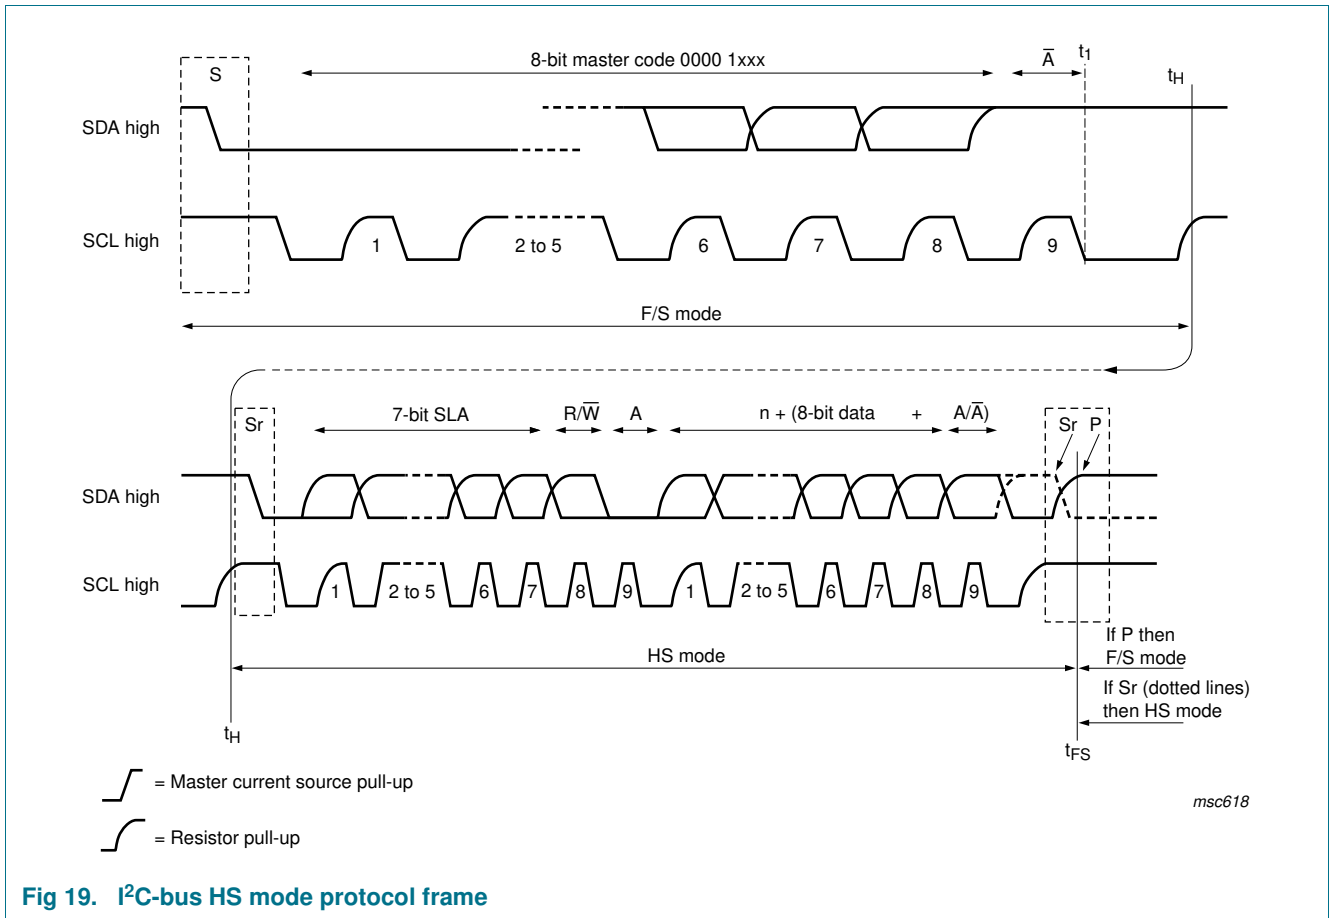 S
8-bit master code 0000 1xxx
A̅
t1
tH
SDA high
SCL high
1
2 to 5
6
7
8
9
F/S mode
Sr
7-bit SLA
R/W̅
A
n + (8-bit data
+
A/A̅)
Sr
P
SDA high
SCL high
1
2 to 5
6
7
8
9
1
2 to 5
6
7
8
9
If P then
F/S mode
HS mode
If Sr (dotted lines)
then HS mode
tH
tFS
= Master current source pull-up
msc618
= Resistor pull-up
Fig 19. I²C-bus HS mode protocol frame